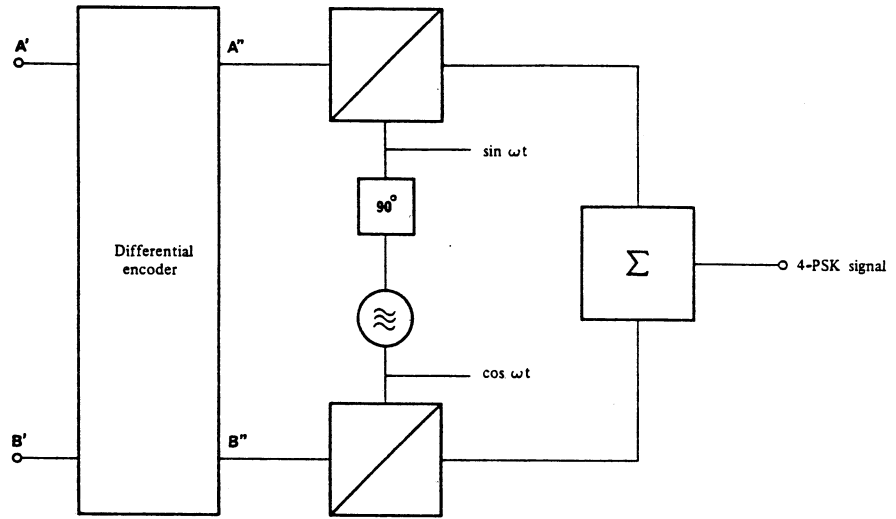 A'
A"
sin ωt
90°
Differential
encoder
Σ
4-PSK signal
cos ωt
B'
B"